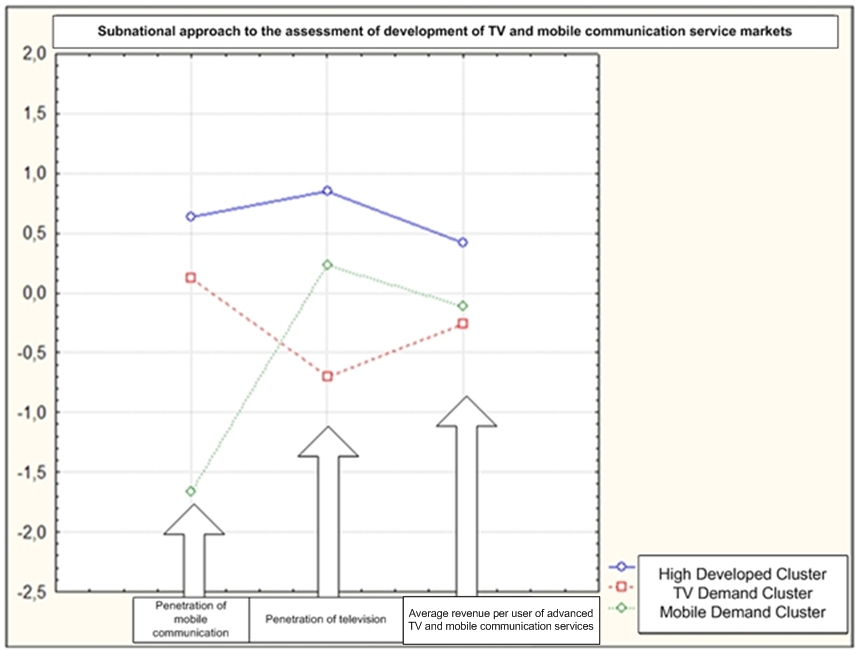 Subnational approach to the assessment of development of TV and mobile communication service markets
2,0
1,5
1,0
0,5
0,0
-0,5
-1,0
-1,5
-2,0
-2,5
Penetration of
mobile
communication
Penetration of television
Average revenue per user of advanced
TV and mobile communication services
High Developed Cluster
TV Demand Cluster
Mobile Demand Cluster